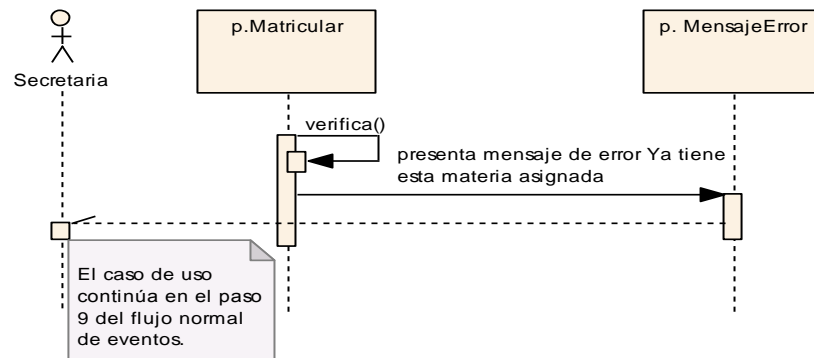 p.Matricular
p. MensajeError
Secretaria
verifica()
presenta mensaje de error Ya tiene
esta materia asignada
El caso de uso
continúa en el paso
9 del flujo normal
de eventos.